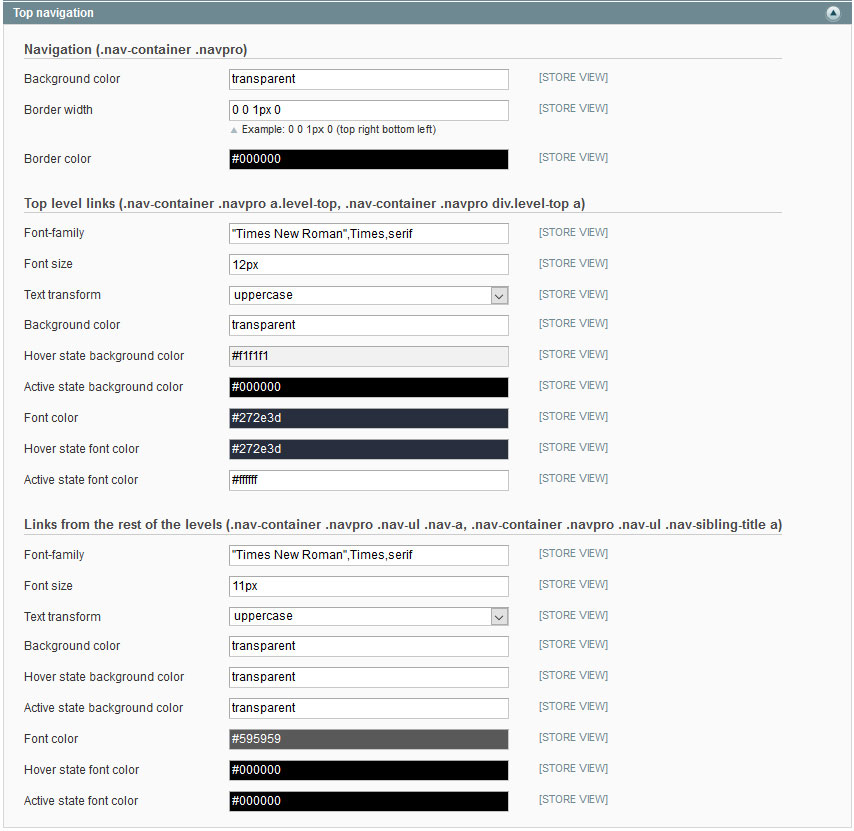 Top navigation
Navigation (.nav-container .navpro)
Background color transparent [STORE VIEW]
Border width 0 0 1px 0 [STORE VIEW]
▲ Example: 0 0 1px 0 (top right bottom left)
Border color #000000 [STORE VIEW]
Top level links (.nav-container .navpro a.level-top, .nav-container .navpro div.level-top a)
Font-family "Times New Roman",Times,serif [STORE VIEW]
Font size 12px [STORE VIEW]
Text transform uppercase [STORE VIEW]
Background color transparent [STORE VIEW]
Hover state background color #f1f1f1 [STORE VIEW]
Active state background color #000000 [STORE VIEW]
Font color #272e3d [STORE VIEW]
Hover state font color #272e3d [STORE VIEW]
Active state font color #ffffff [STORE VIEW]
Links from the rest of the levels (.nav-container .navpro .nav-ul .nav-a, .nav-container .navpro .nav-ul .nav-sibling-title a)
Font-family "Times New Roman",Times,serif [STORE VIEW]
Font size 11px [STORE VIEW]
Text transform uppercase [STORE VIEW]
Background color transparent [STORE VIEW]
Hover state background color transparent [STORE VIEW]
Active state background color transparent [STORE VIEW]
Font color #595959 [STORE VIEW]
Hover state font color #000000 [STORE VIEW]
Active state font color #000000 [STORE VIEW]